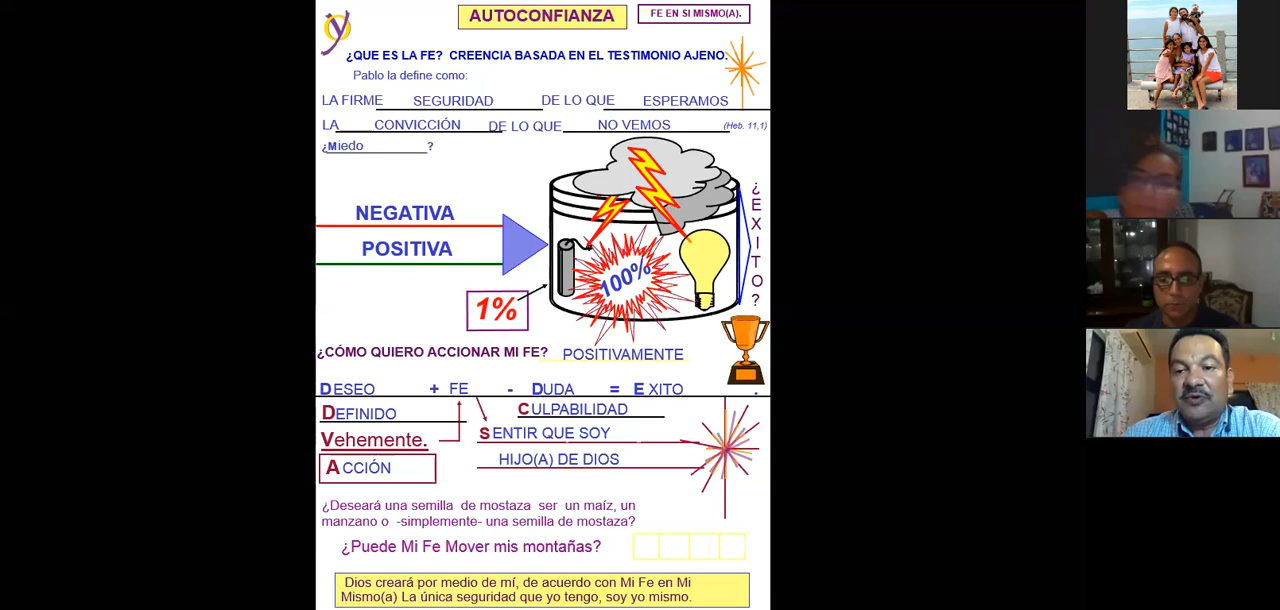 AUTOCONFIANZA
FE EN SI MISMO(A).
¿QUE ES LA FE? CREENCIA BASADA EN EL TESTIMONIO AJENO.
Pablo la define como:
LA FIRME SEGURIDAD DE LO QUE ESPERAMOS
LA CONVICCIÓN DE LO QUE NO VEMOS (Heb. 11,1)
¿Miedo ?
NEGATIVA
POSITIVA
100%
1%
¿EXITO?
¿CÓMO QUIERO ACCIONAR MI FE? POSITIVAMENTE
DESEO + FE - DUDA = EXITO .
DEFINIDO CULPABILIDAD
Vehemente. SENTIR QUE SOY
ACCIÓN HIJO(A) DE DIOS
¿Deseará una semilla de mostaza ser un maíz, un
manzano o -simplemente- una semilla de mostaza?
¿Puede Mi Fe Mover mis montañas?
Dios creará por medio de mí, de acuerdo con Mi Fe en Mi
Mismo(a) La única seguridad que yo tengo, soy yo mismo.